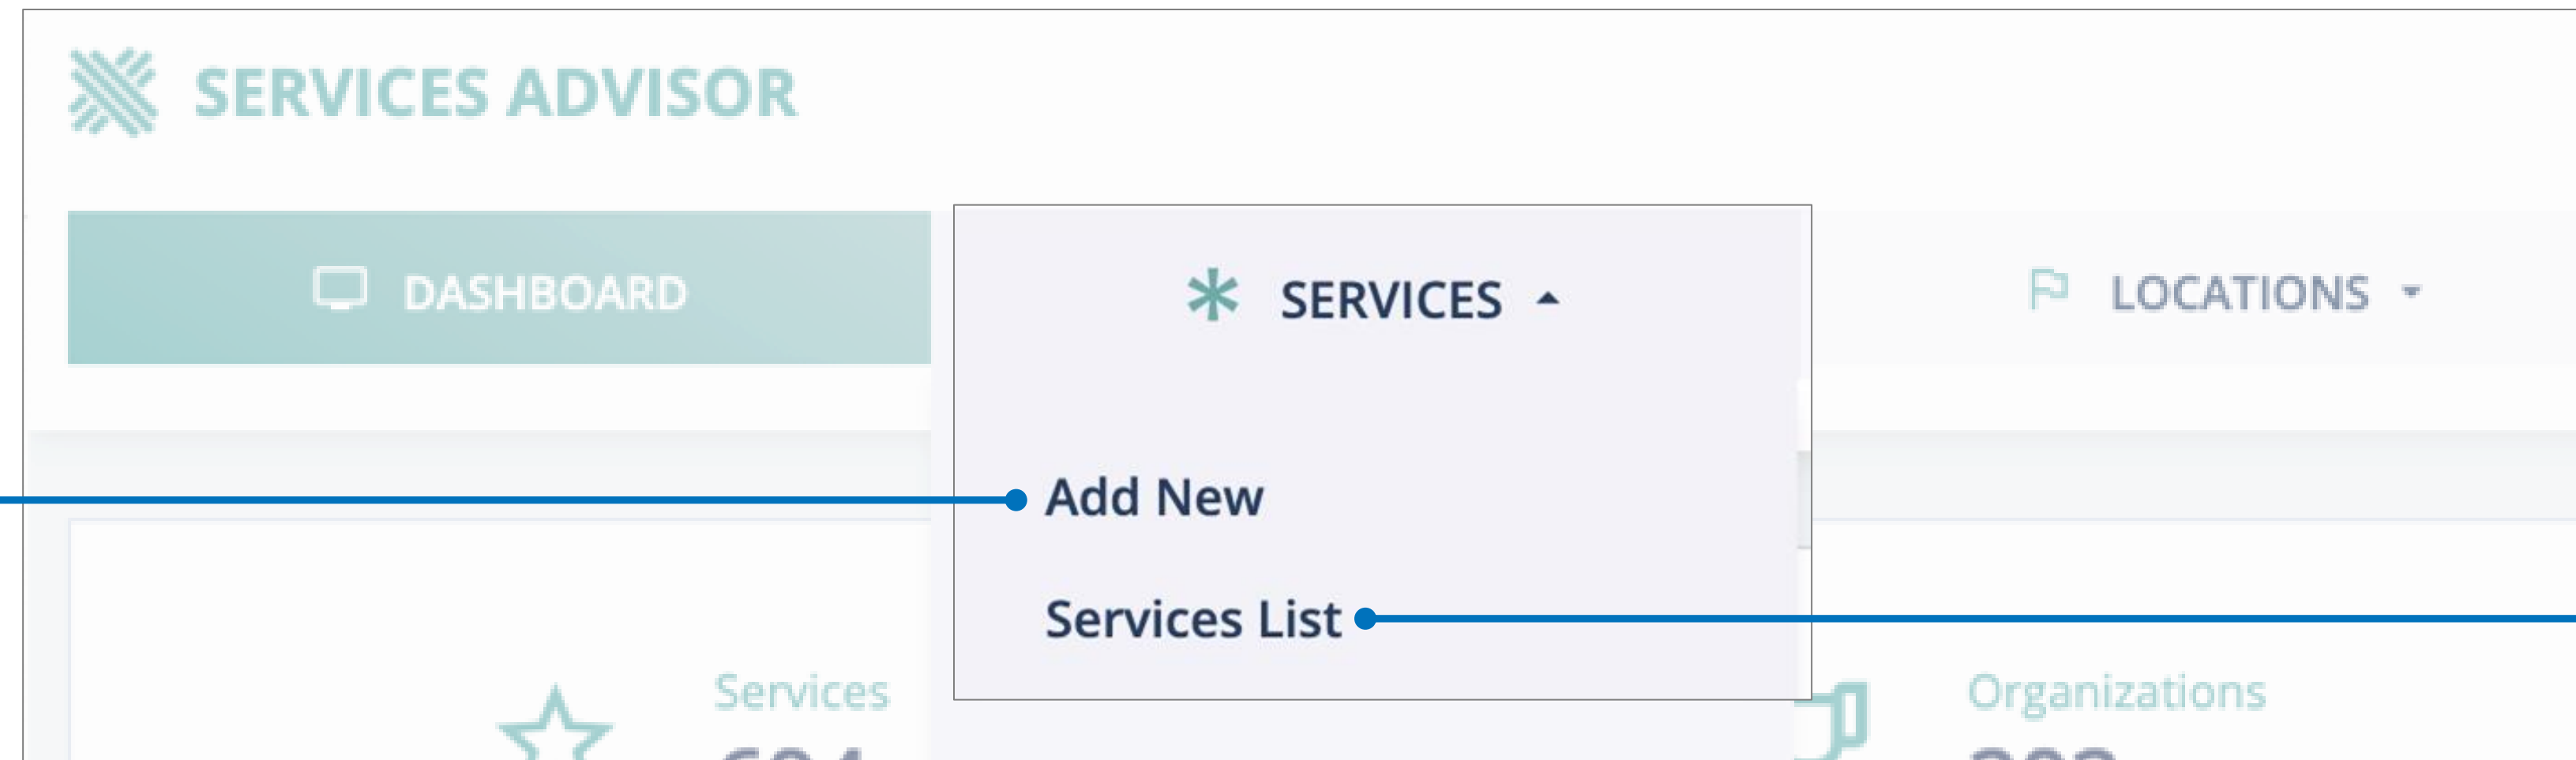 SERVICES ADVISOR
DASHBOARD
SERVICES
LOCATIONS
Add New
Services List
Services
Organizations